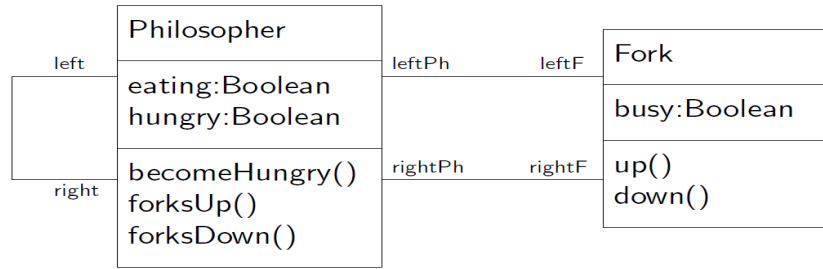 Philosopher
left
eating:Boolean
hungry:Boolean
right
becomeHungry()
forksUp()
forksDown()
leftPh
leftF
rightPh
rightF
Fork
busy:Boolean
up()
down()